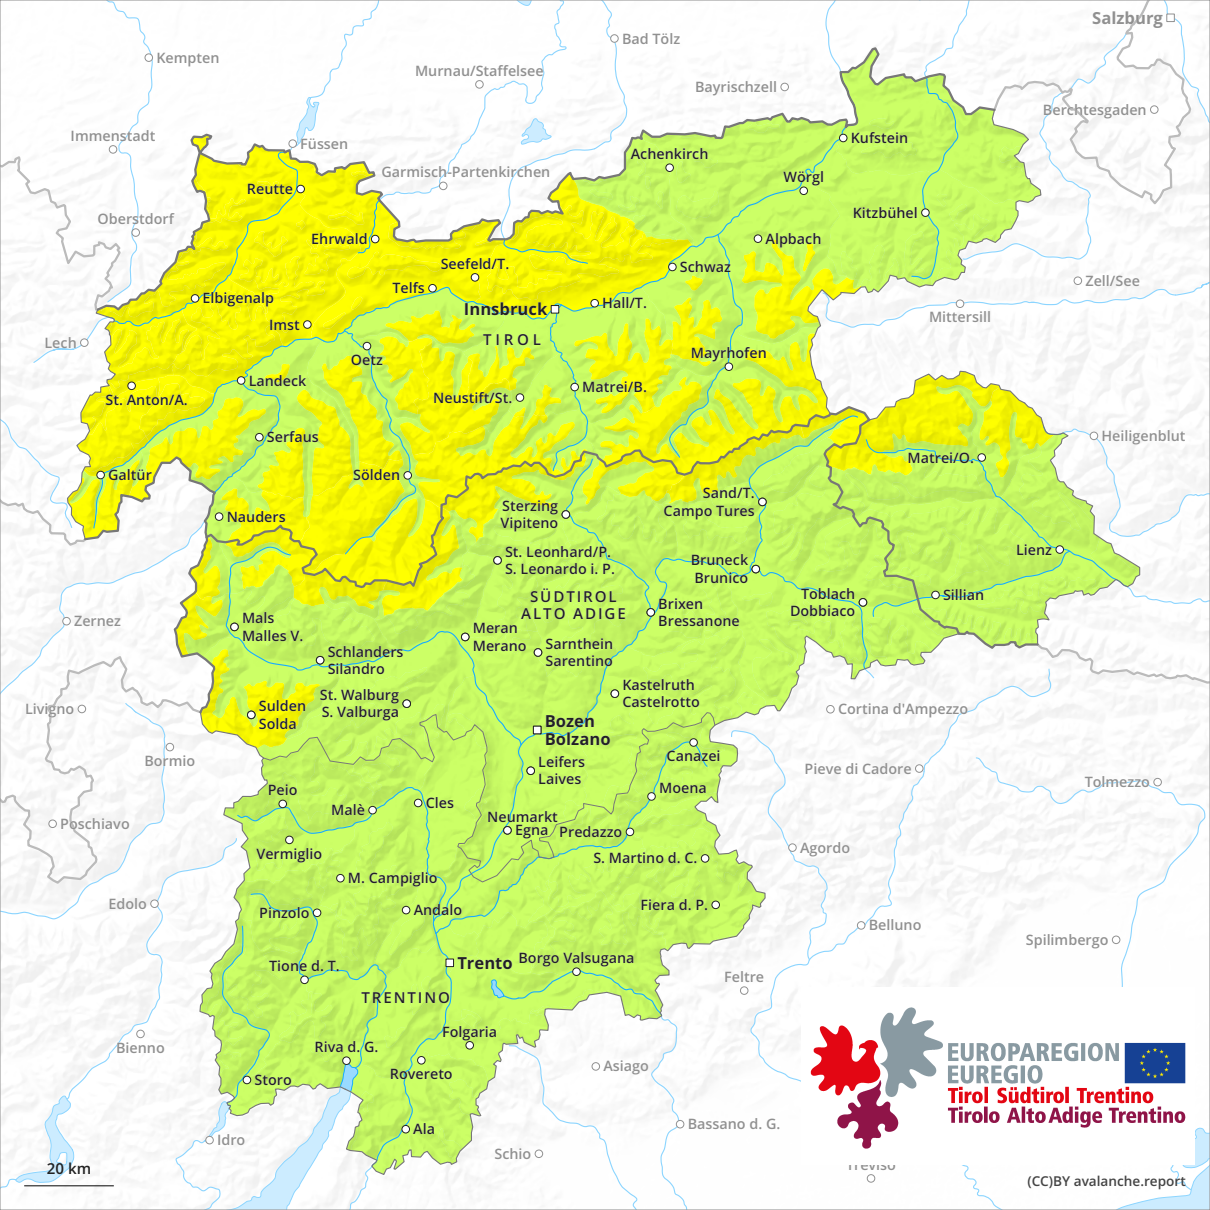 Salzburg
Bad Tölz
Kempten
Murnau/Staffelsee
Bayrischzell
Berchtesgaden
Immenstadt
Füssen
Kufstein
Achenkirch
Garmisch-Partenkirchen
Wörgl
Reutte
Oberstdorf
Kitzbühel
Ehrwald
Alpbach
Seefeld/T.
Schwaz
Zell/See
Telfs
Elbigenalp
Innsbruck
Hall/T.
Mittersill
Imst
TIROL
Lech
Oetz
Mayrhofen
Landeck
St. Anton/A.
Neustift/St.
Matrei/B.
Serfaus
Heiligenblut
Matrei/O.
Galtür
Sölden
Sand/T.
Campo Tures
Sterzing
Vipiteno
Nauders
St. Leonhard/P.
S. Leonardo i. P.
Bruneck
Brunico
Lienz
SÜDTIROL
ALTO ADIGE
Toblach
Dobbiaco
Sillian
Brixen
Bressanone
Zernez
Mals
Malles V.
Meran
Merano
Sarnthein
Sarentino
Schlanders
Silandro
Kastelruth
Castelrotto
St. Walburg
S. Valburga
Livigno
Sulden
Solda
Cortina d'Ampezzo
Bozen
Bolzano
Bormio
Canazei
Leifers
Laives
Pieve di Cadore
Tolmezzo
Peio
Moena
Malè
Cles
Neumarkt
Egna
Predazzo
Poschiavo
Vermiglio
S. Martino d. C.
Agordo
M. Campiglio
Edolo
Pinzolo
Andalo
Fiera d. P.
Belluno
Spilimbergo
Trento
Borgo Valsugana
Tione d. T.
Feltre
TRENTINO
Folgaria
Bienno
Riva d. G.
Rovereto
Asiago
Storo
EUROPAREGION
EUREGIO
Tirol Südtirol Trentino
Tirolo Alto Adige Trentino
Ala
Bassano d. G.
Idro
Schio
Treviso
20 km
(CC)BY avalanche.report